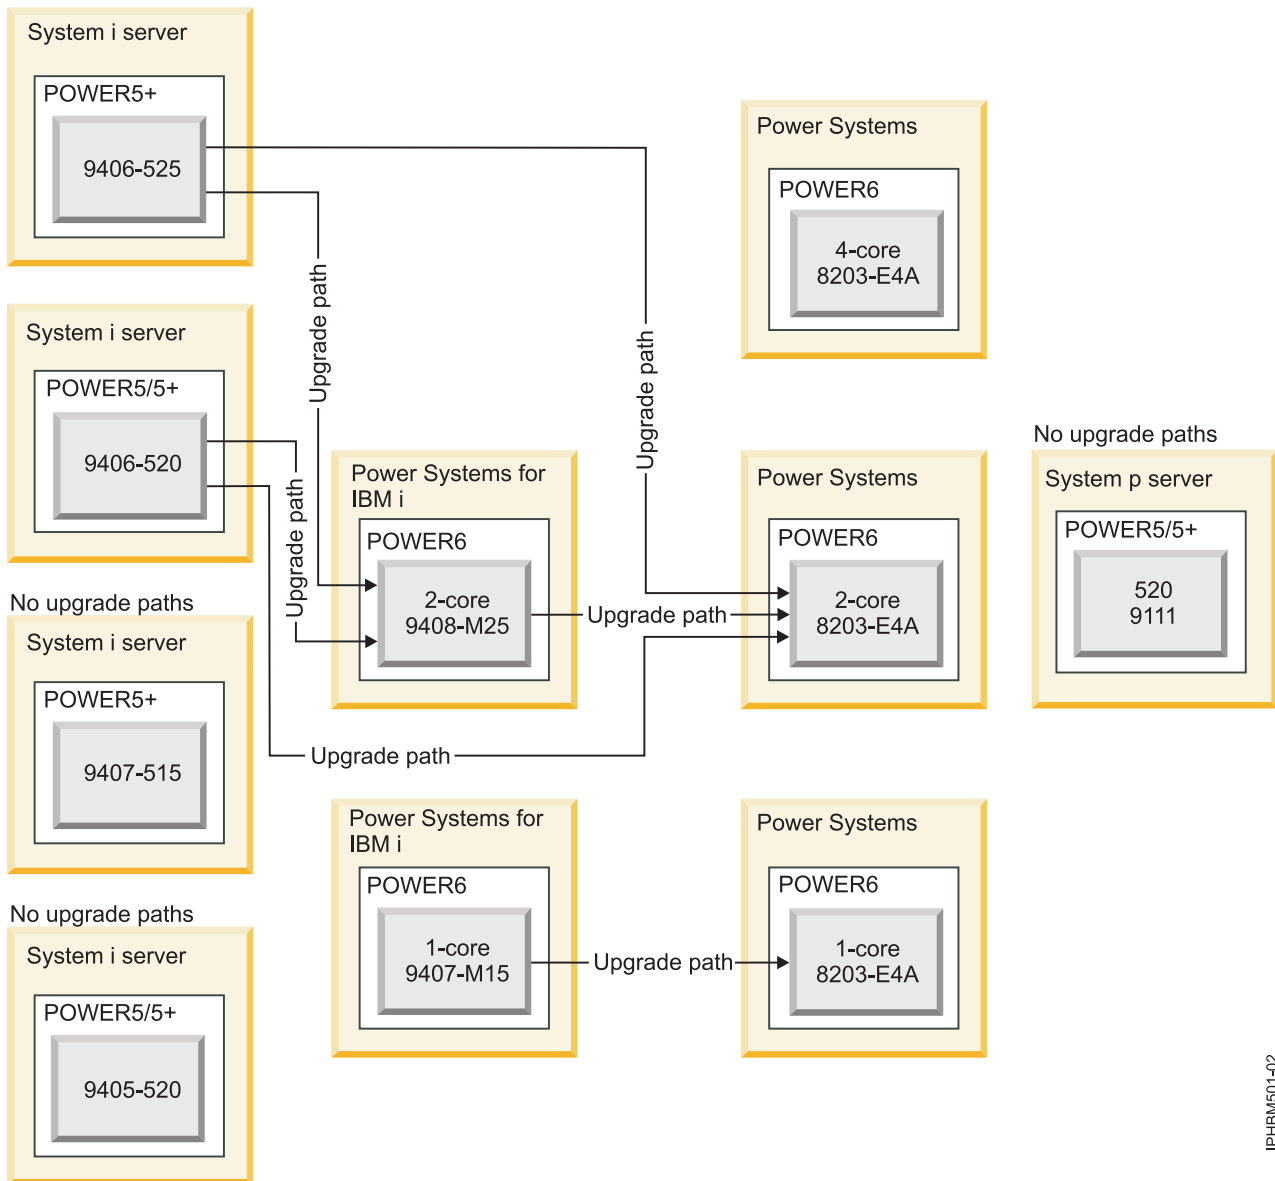 System i server
POWER5+
9406-525
Upgrade path
Upgrade path
Power Systems
POWER6
4-core
8203-E4A
System i server
POWER5/5+
9406-520
Upgrade path
Power Systems for
IBM i
POWER6
2-core
9408-M25
Upgrade path
Power Systems
POWER6
2-core
8203-E4A
No upgrade paths
System p server
POWER5/5+
520
9111
No upgrade paths
System i server
POWER5+
9407-515
Upgrade path
Power Systems for
IBM i
POWER6
1-core
9407-M15
Upgrade path
Power Systems
POWER6
1-core
8203-E4A
No upgrade paths
System i server
POWER5/5+
9405-520
IPHBM501-02